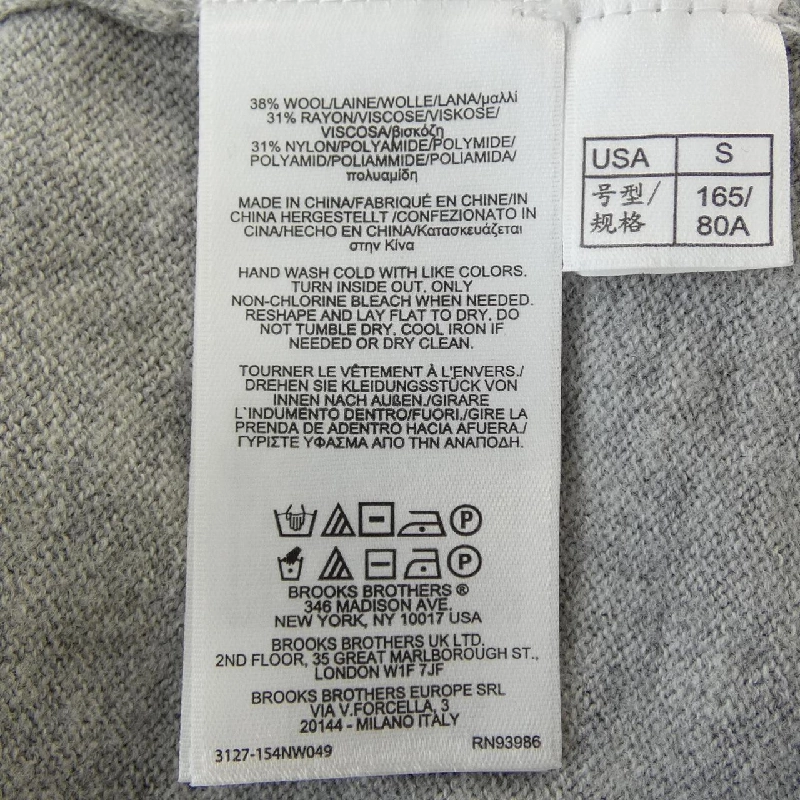 38% WOOL/LAINE/WOLLE/LANA/μαλλί
31% RAYON/VISCOSE/VISKOSE/
VISCOSA/βισκόζη
31% NYLON/POLYAMIDE/POLYMIDE/
POLYAMID/POLIAMMIDE/POLIAMIDA/
πολυαμίδη
MADE IN CHINA/FABRIQUÉ EN CHINE/IN
CHINA HERGESTELLT /CONFEZIONATO IN
CINA/HECHO EN CHINA/Κατασκευάζεται
στην Κίνα
HAND WASH COLD WITH LIKE COLORS.
TURN INSIDE OUT. ONLY
NON-CHLORINE BLEACH WHEN NEEDED.
RESHAPE AND LAY FLAT TO DRY. DO
NOT TUMBLE DRY. COOL IRON IF
NEEDED OR DRY CLEAN.
TOURNER LE VÊTEMENT À L'ENVERS./
DREHEN SIE KLEIDUNGSSTÜCK VON
INNEN NACH AUßEN./GIRARE
L'INDUMENTO DENTRO/FUORI./GIRE LA
PRENDA DE ADENTRO HACIA AFUERA./
ΓΥΡΙΣΤΕ ΥΦΑΣΜΑ ΑΠΟ ΤΗΝ ΑΝΑΠΟΔΗ.
P
P
BROOKS BROTHERS ®
346 MADISON AVE.
NEW YORK, NY 10017 USA
BROOKS BROTHERS UK LTD.
2ND FLOOR, 35 GREAT MARLBOROUGH ST.,
LONDON W1F 7JF
BROOKS BROTHERS EUROPE SRL
VIA V.FORCELLA, 3
20144 - MILANO ITALY
3127-154NW049 RN93986
USA S
号型/ 165/
规格 80A